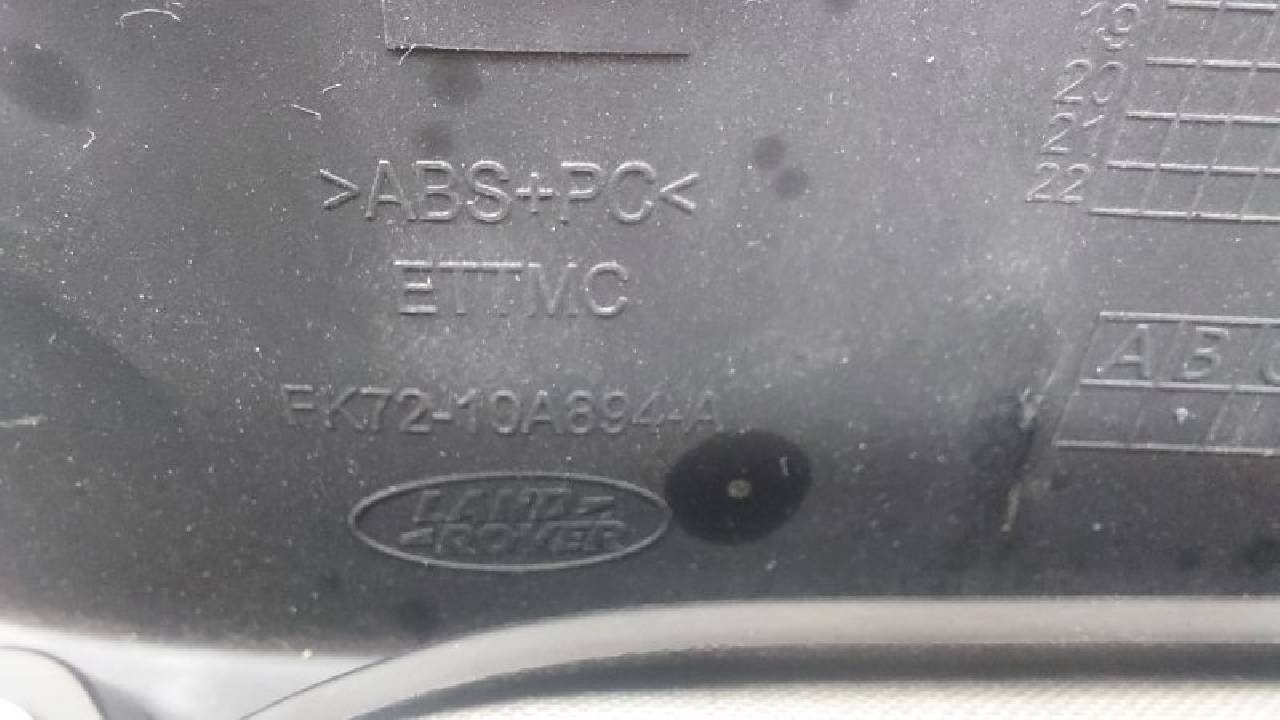 19
20
21
22
>ABS+PC<
ETTMC
A B
FK72-10A894-A
LAND
ROVER